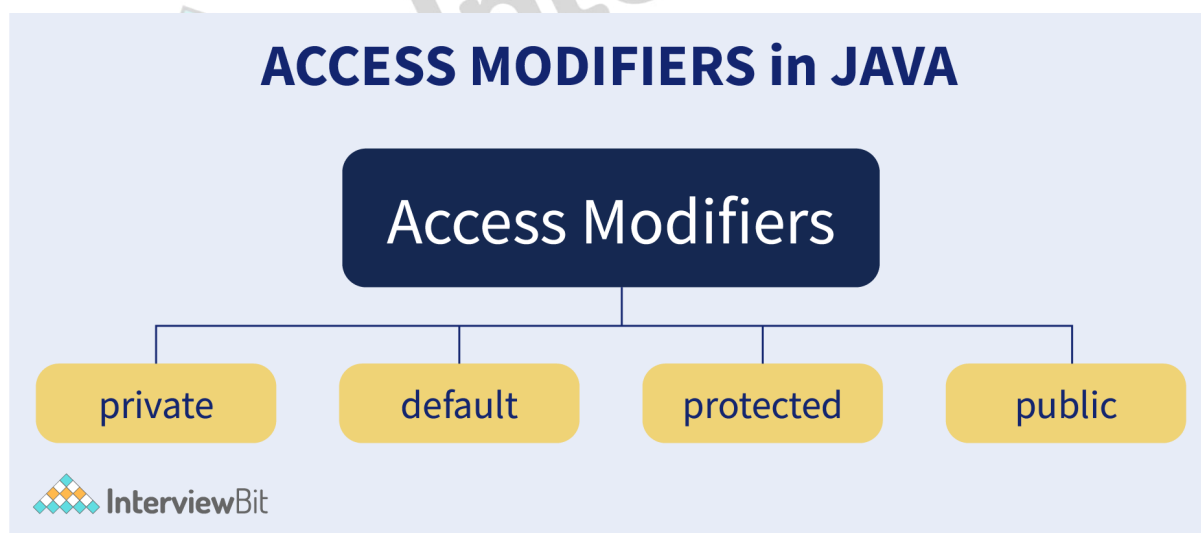 ACCESS MODIFIERS in JAVA
Access Modifiers
private default protected public
InterviewBit